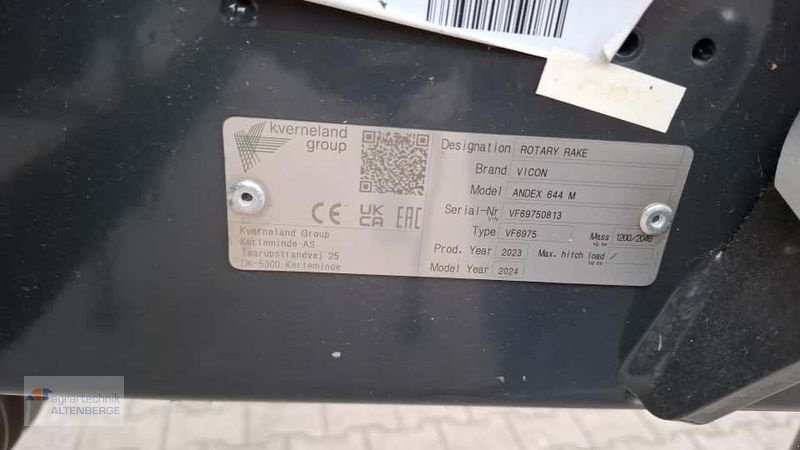 kverneland
group
CE UK CA EAC
Kverneland Group
Kerteminde AS
Taarupstrandvej 25
DK-5300 Kerteminde
Designation ROTARY RAKE
Brand VICON
Model ANDEX 644 M
Serial-Nr VF69750813
VIN
Type VF6975 Mass 1200/2046
Prod. Year 2023 Max. hitch load /
Model Year 2024
agrartechnik
ALTENBERGE